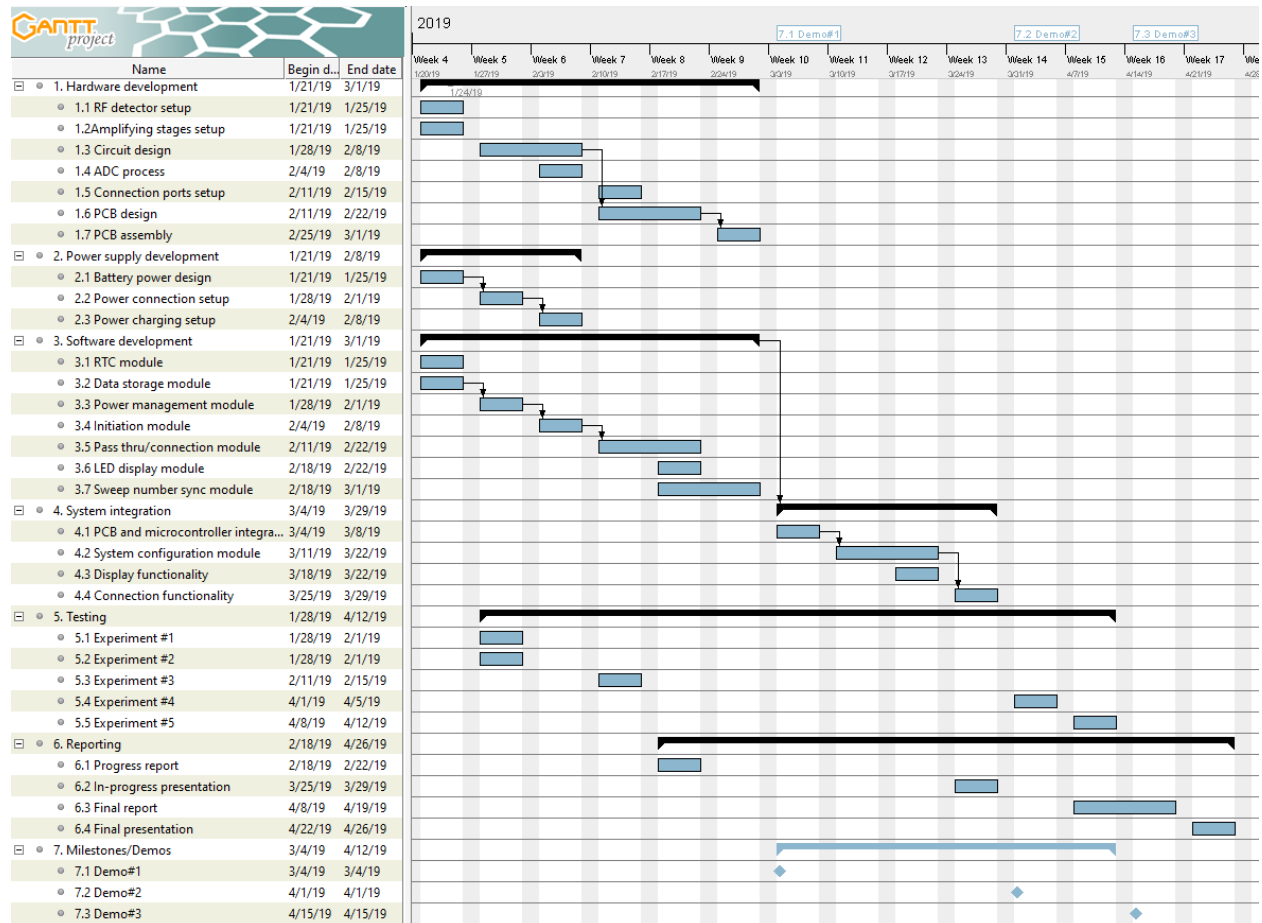 GANTT
project
2019
7.1 Demo#1 7.2 Demo#2 7.3 Demo#3
Week 4 Week 5 Week 6 Week 7 Week 8 Week 9 Week 10 Week 11 Week 12 Week 13 Week 14 Week 15 Week 16 Week 17
Name Begin d... End date 1/20/19 1/27/19 2/3/19 2/10/19 2/17/19 2/24/19 3/3/19 3/10/19 3/17/19 3/24/19 3/31/19 4/7/19 4/14/19 4/21/19 4/28
1. Hardware development 1/21/19 3/1/19
1/24/19
1.1 RF detector setup 1/21/19 1/25/19
1.2Amplifying stages setup 1/21/19 1/25/19
1.3 Circuit design 1/28/19 2/8/19
1.4 ADC process 2/4/19 2/8/19
1.5 Connection ports setup 2/11/19 2/15/19
1.6 PCB design 2/11/19 2/22/19
1.7 PCB assembly 2/25/19 3/1/19
2. Power supply development 1/21/19 2/8/19
2.1 Battery power design 1/21/19 1/25/19
2.2 Power connection setup 1/28/19 2/1/19
2.3 Power charging setup 2/4/19 2/8/19
3. Software development 1/21/19 3/1/19
3.1 RTC module 1/21/19 1/25/19
3.2 Data storage module 1/21/19 1/25/19
3.3 Power management module 1/28/19 2/1/19
3.4 Initiation module 2/4/19 2/8/19
3.5 Pass thru/connection module 2/11/19 2/22/19
3.6 LED display module 2/18/19 2/22/19
3.7 Sweep number sync module 2/18/19 3/1/19
4. System integration 3/4/19 3/29/19
4.1 PCB and microcontroller integra... 3/4/19 3/8/19
4.2 System configuration module 3/11/19 3/22/19
4.3 Display functionality 3/18/19 3/22/19
4.4 Connection functionality 3/25/19 3/29/19
5. Testing 1/28/19 4/12/19
5.1 Experiment #1 1/28/19 2/1/19
5.2 Experiment #2 1/28/19 2/1/19
5.3 Experiment #3 2/11/19 2/15/19
5.4 Experiment #4 4/1/19 4/5/19
5.5 Experiment #5 4/8/19 4/12/19
6. Reporting 2/18/19 4/26/19
6.1 Progress report 2/18/19 2/22/19
6.2 In-progress presentation 3/25/19 3/29/19
6.3 Final report 4/8/19 4/19/19
6.4 Final presentation 4/22/19 4/26/19
7. Milestones/Demos 3/4/19 4/12/19
7.1 Demo#1 3/4/19 3/4/19
7.2 Demo#2 4/1/19 4/1/19
7.3 Demo#3 4/15/19 4/15/19